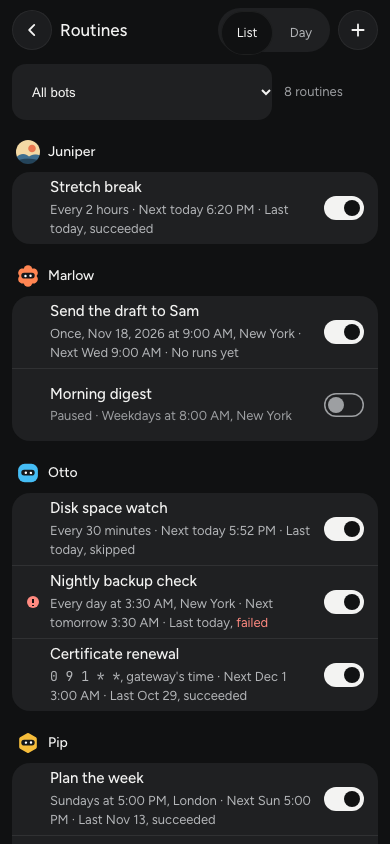 Routines
List
Day
All bots
8 routines
Juniper
Stretch break
Every 2 hours · Next today 6:20 PM · Last
today, succeeded
Marlow
Send the draft to Sam
Once, Nov 18, 2026 at 9:00 AM, New York ·
Next Wed 9:00 AM · No runs yet
Morning digest
Paused · Weekdays at 8:00 AM, New York
Otto
Disk space watch
Every 30 minutes · Next today 5:52 PM · Last
today, skipped
Nightly backup check
Every day at 3:30 AM, New York · Next
tomorrow 3:30 AM · Last today, failed
Certificate renewal
0 9 1 * *, gateway's time · Next Dec 1
3:00 AM · Last Oct 29, succeeded
Pip
Plan the week
Sundays at 5:00 PM, London · Next Sun 5:00
PM · Last Nov 13, succeeded